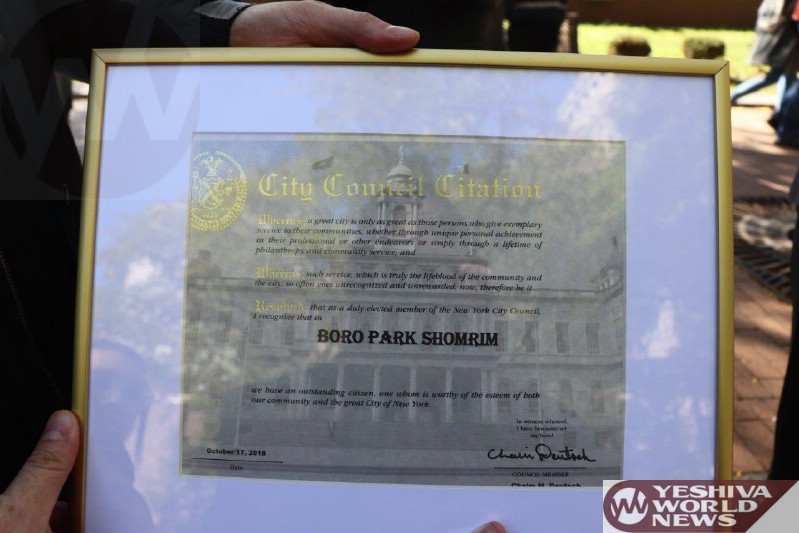 City Council Citation
Whereas, a great city is only as great as those persons who give exemplary
service to their communities, whether through unique personal achievement
in their professional or other endeavors or simply through a lifetime of
philanthropy and community service; and
Whereas, such service, which is truly the lifeblood of the community and
the city, so often goes unrecognized and unrewarded; now, therefore be it
Resolved, that as a duly elected member of the New York City Council,
I recognize that in
BORO PARK SHOMRIM
we have an outstanding citizen, one whom is worthy of the esteem of both
our community and the great City of New York.
In witness whereof,
I have hereunto set
my hand
October 17, 2018
Date
Chaim Deutsch
COUNCIL MEMBER
Chaim M. Deutsch
W
YESHIVA
WORLD
NEWS